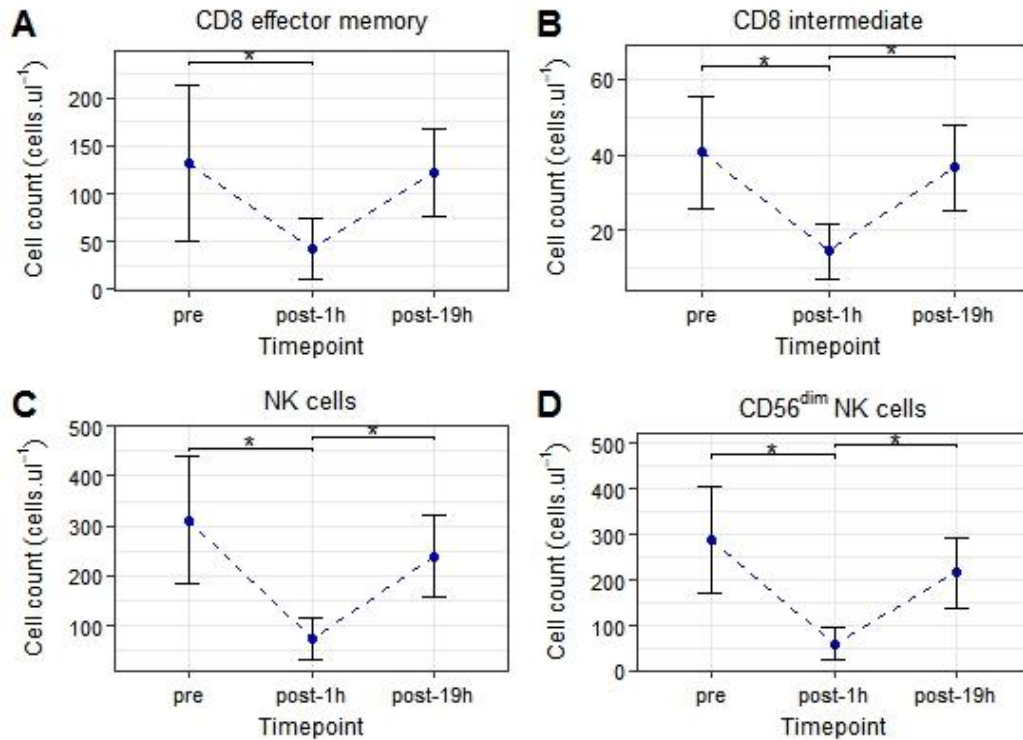 A
CD8 effector memory
*
Cell count (cells.ul⁻¹)
200
150
100
50
0
pre
post-1h
post-19h
Timepoint
B
CD8 intermediate
*
*
Cell count (cells.ul⁻¹)
60
40
20
pre
post-1h
post-19h
Timepoint
C
NK cells
*
*
Cell count (cells.ul⁻¹)
500
400
300
200
100
pre
post-1h
post-19h
Timepoint
D
CD56ᵈⁱᵐ NK cells
*
*
Cell count (cells.ul⁻¹)
500
400
300
200
100
0
pre
post-1h
post-19h
Timepoint